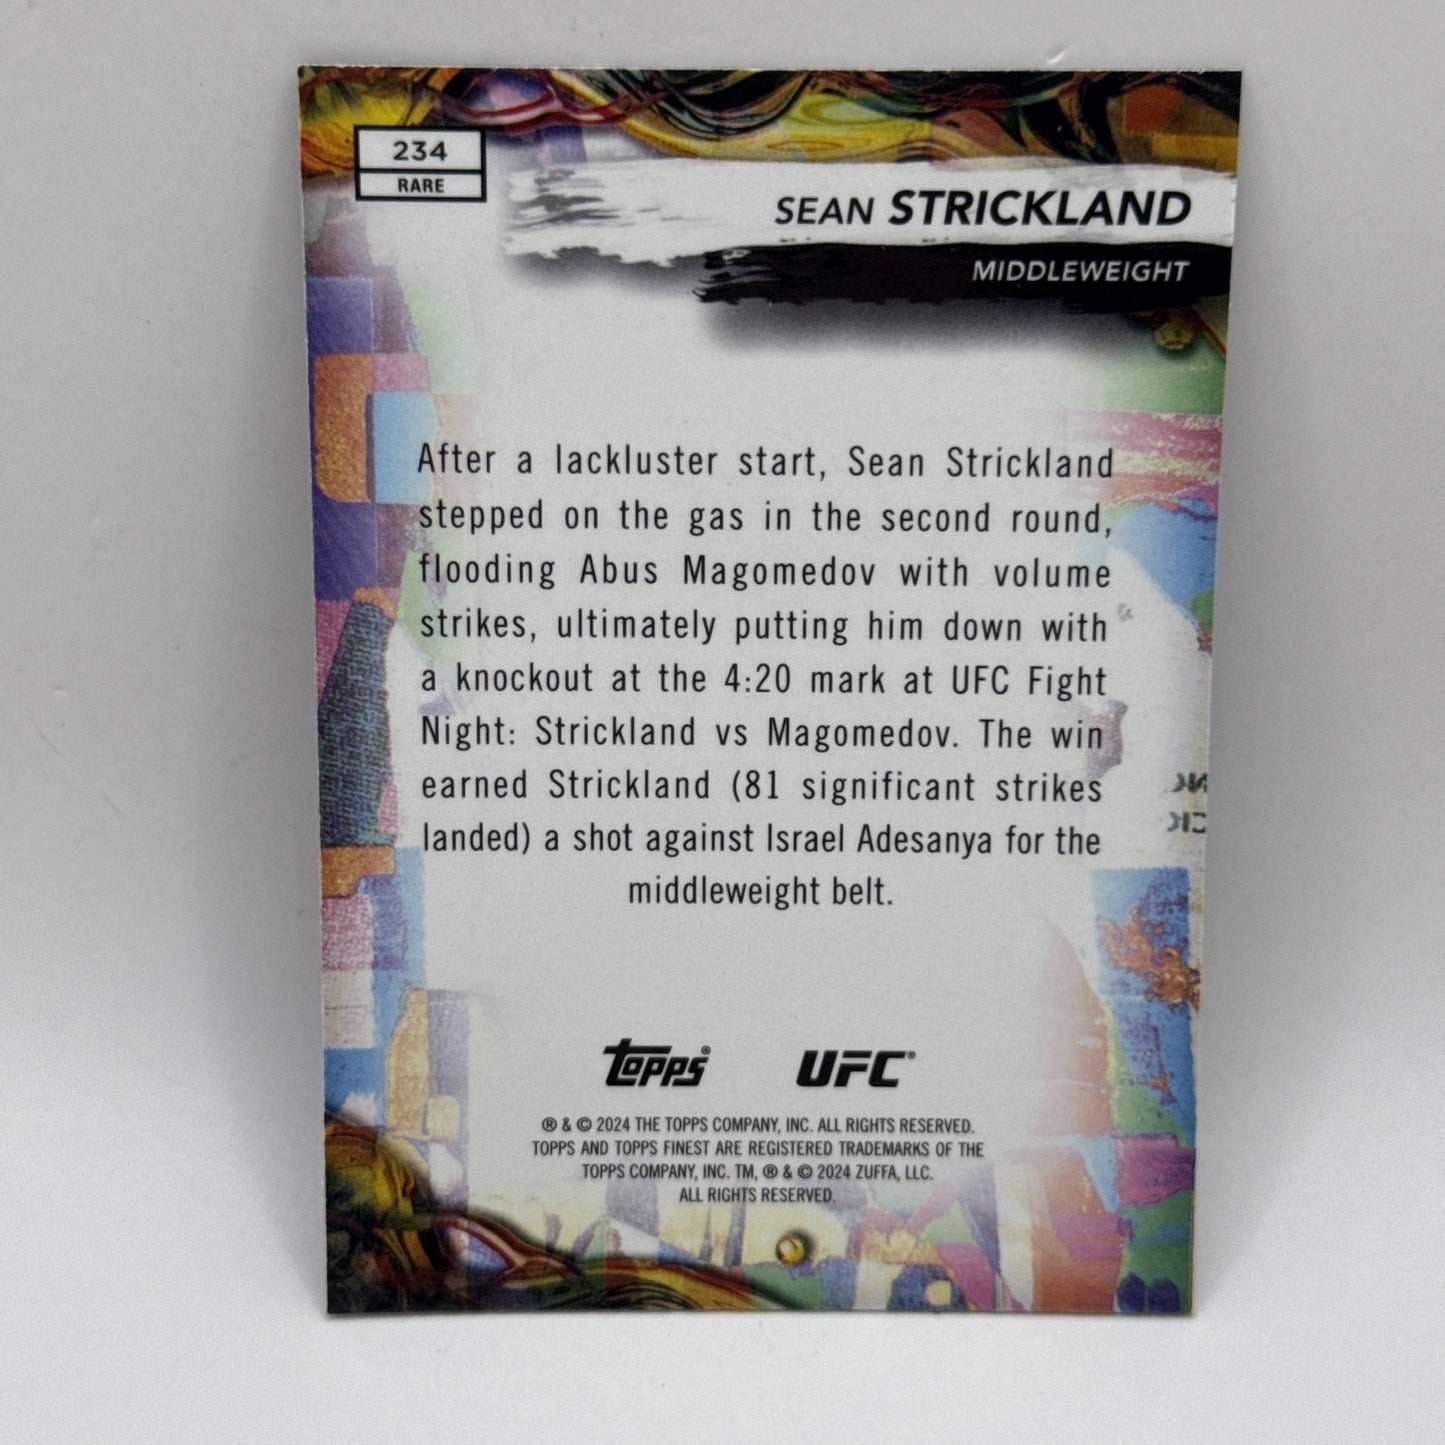 234
RARE
SEAN STRICKLAND
MIDDLEWEIGHT
After a lackluster start, Sean Strickland
stepped on the gas in the second round,
flooding Abus Magomedov with volume
strikes, ultimately putting him down with
a knockout at the 4:20 mark at UFC Fight
Night: Strickland vs Magomedov. The win
earned Strickland (81 significant strikes
landed) a shot against Israel Adesanya for the
middleweight belt.
Topps® UFC®
® & © 2024 THE TOPPS COMPANY, INC. ALL RIGHTS RESERVED.
TOPPS AND TOPPS FINEST ARE REGISTERED TRADEMARKS OF THE
TOPPS COMPANY, INC. TM, ® & © 2024 ZUFFA, LLC.
ALL RIGHTS RESERVED.